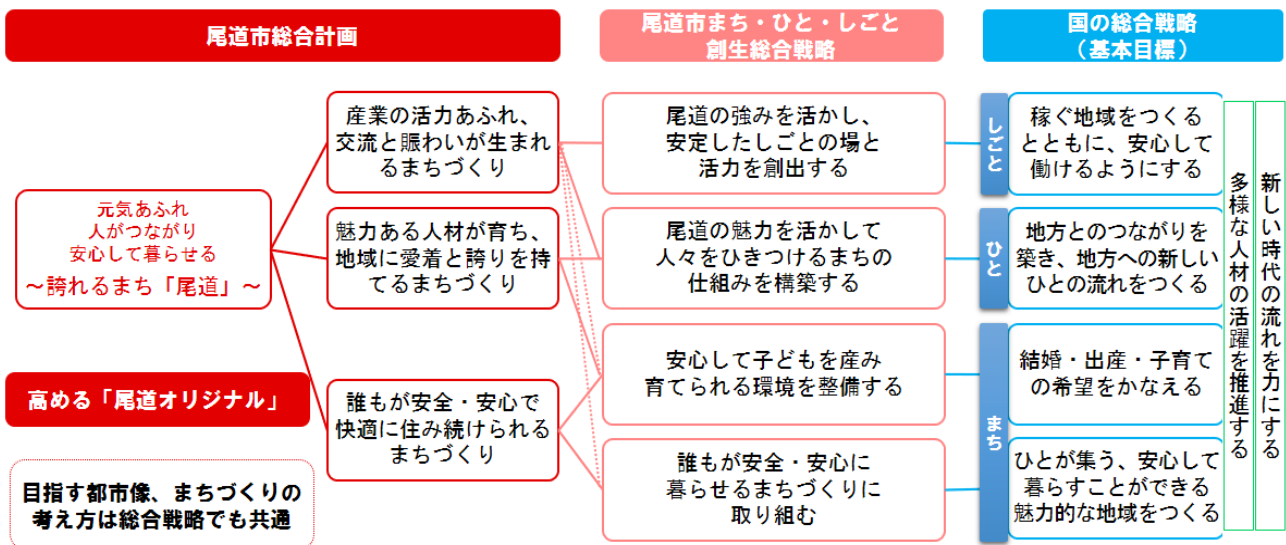 尾道市総合計画
尾道市まち・ひと・しごと
創生総合戦略
国の総合戦略
（基本目標）
元気あふれ
人がつながり
安心して暮らせる
～誇れるまち「尾道」～
高める「尾道オリジナル」
目指す都市像、まちづくりの
考え方は総合戦略でも共通
産業の活力あふれ、
交流と賑わいが生まれ
るまちづくり
魅力ある人材が育ち、
地域に愛着と誇りを持
てるまちづくり
誰もが安全・安心で
快適に住み続けられる
まちづくり
尾道の強みを活かし、
安定したしごとの場と
活力を創出する
尾道の魅力を活かして
人々をひきつけるまちの
仕組みを構築する
安心して子どもを産み
育てられる環境を整備する
誰もが安全・安心に
暮らせるまちづくりに
取り組む
しごと
稼ぐ地域をつくる
とともに、安心して
働けるようにする
ひと
地方とのつながりを
築き、地方への新しい
ひとの流れをつくる
まち
結婚・出産・子育て
の希望をかなえる
ひとが集う、安心して
暮らすことができる
魅力的な地域をつくる
新しい時代の流れを力にする
多様な人材の活躍を推進する